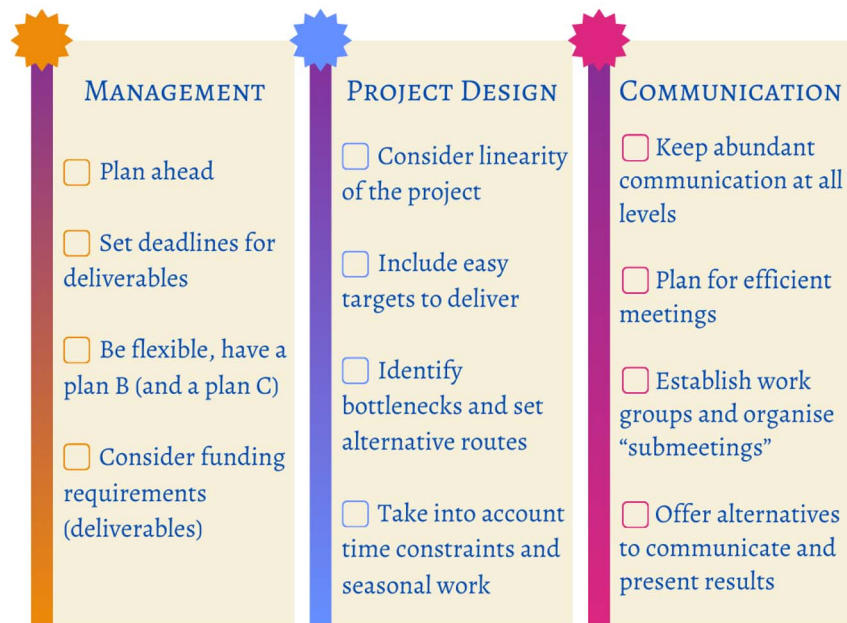 MANAGEMENT
Plan ahead
Set deadlines for
deliverables
Be flexible, have a
plan B (and a plan C)
Consider funding
requirements
(deliverables)
PROJECT DESIGN
Consider linearity
of the project
Include easy
targets to deliver
Identify
bottlenecks and set
alternative routes
Take into account
time constraints and
seasonal work
COMMUNICATION
Keep abundant
communication at all
levels
Plan for efficient
meetings
Establish work
groups and organise
“submeetings”
Offer alternatives
to communicate and
present results